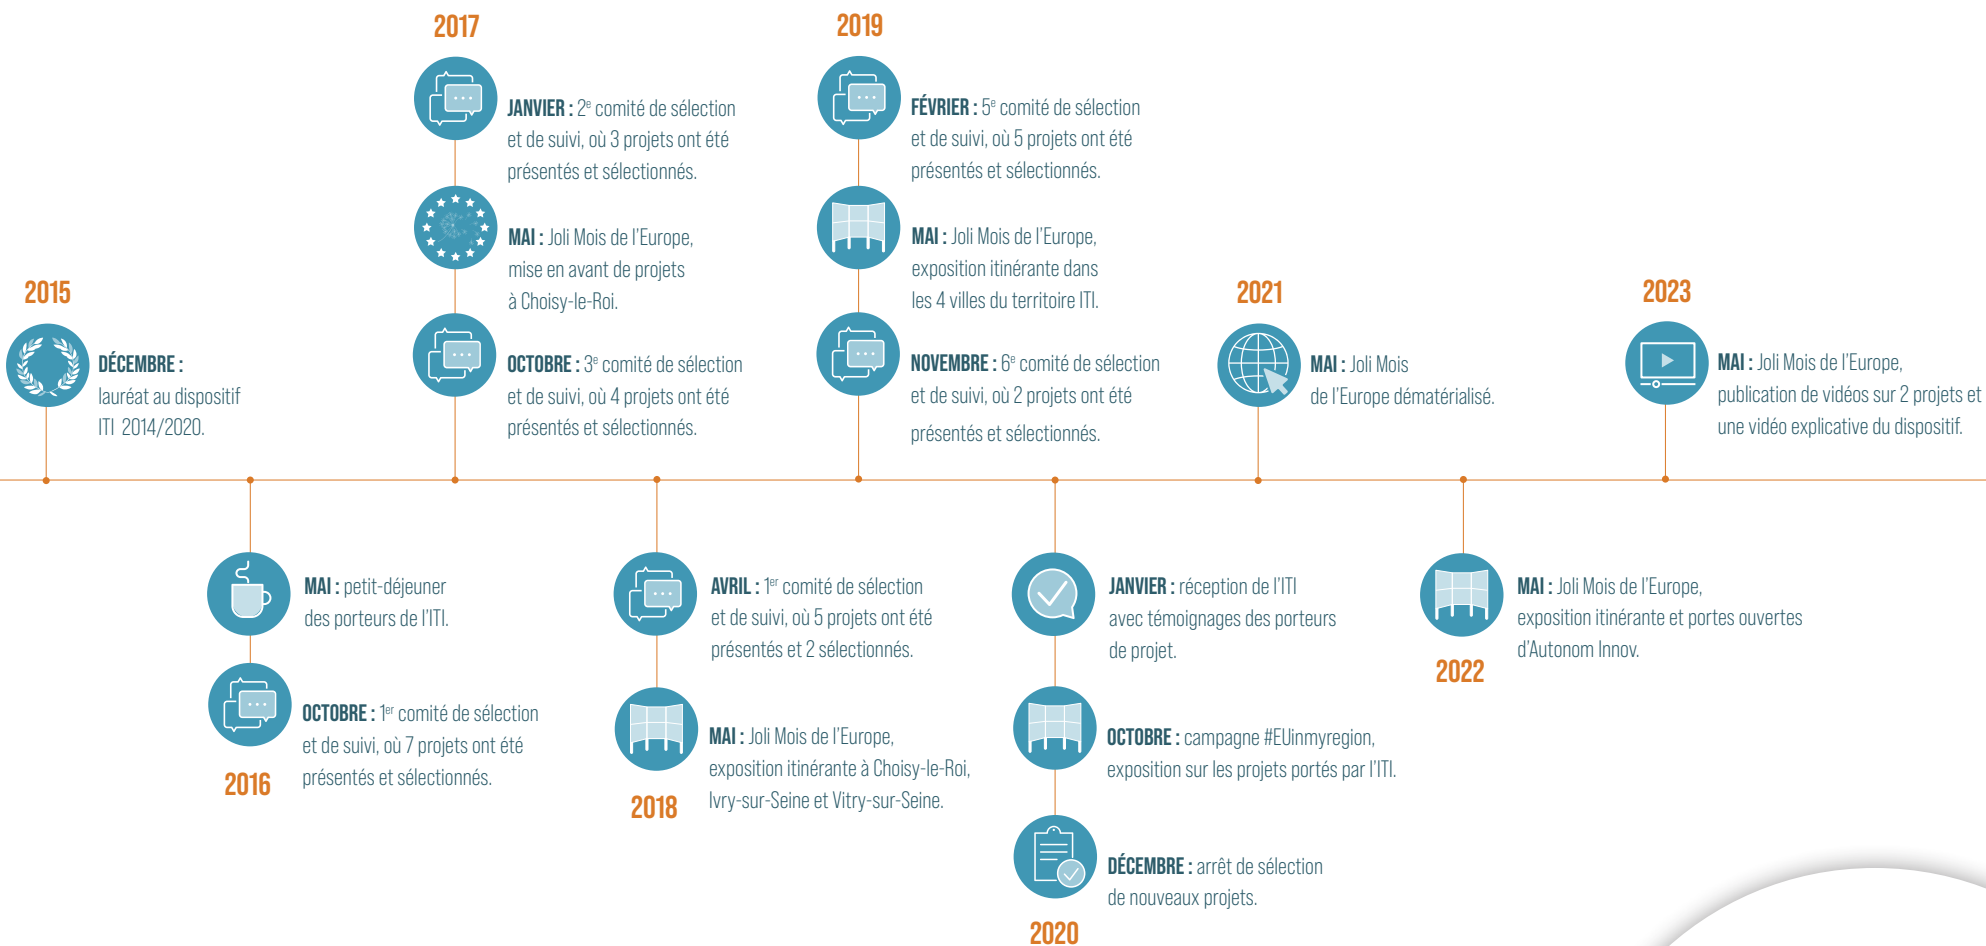 2015
DÉCEMBRE :
lauréat au dispositif
ITI 2014/2020.
MAI : petit-déjeuner
des porteurs de l'ITI.
OCTOBRE : 1er comité de sélection
et de suivi, où 7 projets ont été
présentés et sélectionnés.
2016
2017
JANVIER : 2e comité de sélection
et de suivi, où 3 projets ont été
présentés et sélectionnés.
MAI : Joli Mois de l'Europe,
mise en avant de projets
à Choisy-le-Roi.
OCTOBRE : 3e comité de sélection
et de suivi, où 4 projets ont été
présentés et sélectionnés.
AVRIL : 1er comité de sélection
et de suivi, où 5 projets ont été
présentés et 2 sélectionnés.
MAI : Joli Mois de l'Europe,
exposition itinérante à Choisy-le-Roi,
Ivry-sur-Seine et Vitry-sur-Seine.
2018
2019
FÉVRIER : 5e comité de sélection
et de suivi, où 5 projets ont été
présentés et sélectionnés.
MAI : Joli Mois de l'Europe,
exposition itinérante dans
les 4 villes du territoire ITI.
NOVEMBRE : 6e comité de sélection
et de suivi, où 2 projets ont été
présentés et sélectionnés.
JANVIER : réception de l'ITI
avec témoignages des porteurs
de projet.
OCTOBRE : campagne #EUinmyregion,
exposition sur les projets portés par l'ITI.
DÉCEMBRE : arrêt de sélection
de nouveaux projets.
2020
2021
MAI : Joli Mois
de l'Europe dématérialisé.
MAI : Joli Mois de l'Europe,
exposition itinérante et portes ouvertes
d'Autonom Innov.
2022
2023
MAI : Joli Mois de l'Europe,
publication de vidéos sur 2 projets et
une vidéo explicative du dispositif.